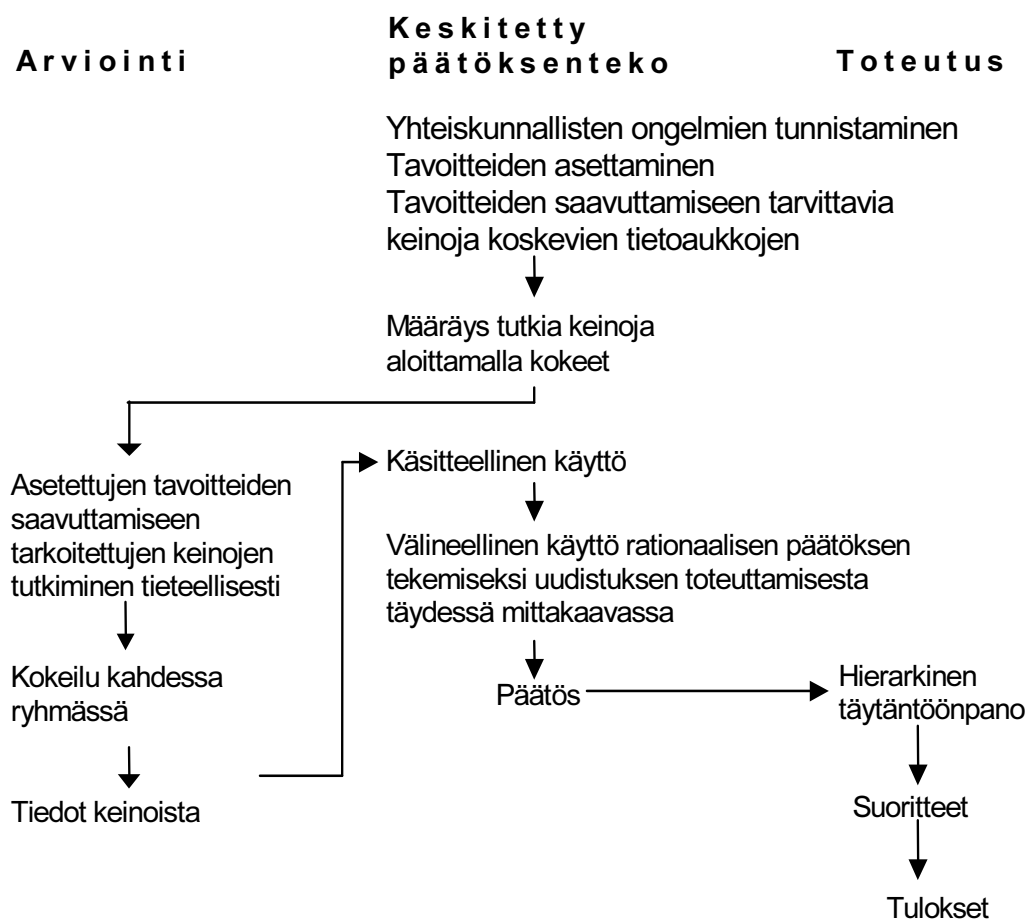 Arviointi
Keskitetty
päätöksenteko
Toteutus
Yhteiskunnallisten ongelmien tunnistaminen
Tavoitteiden asettaminen
Tavoitteiden saavuttamiseen tarvittavia
keinoja koskevien tietoaukkojen
Määräys tutkia keinoja
aloittamalla kokeet
Asetettujen tavoitteiden
saavuttamiseen
tarkoitettujen keinojen
tutkiminen tieteellisesti
Kokeilu kahdessa
ryhmässä
Tiedot keinoista
Käsitteellinen käyttö
Välineellinen käyttö rationaalisen päätöksen
tekemiseksi uudistuksen toteuttamisesta
täydessä mittakaavassa
Päätös
Hierarkinen
täytäntöönpano
Suoritteet
Tulokset